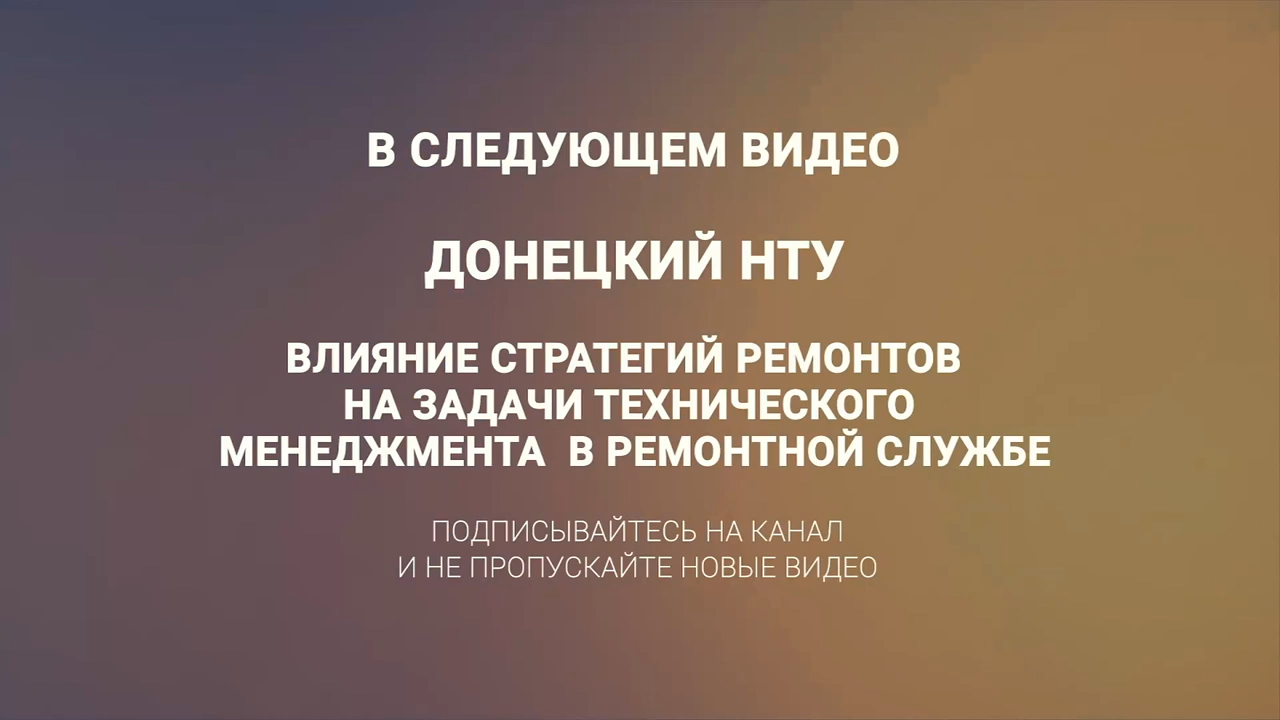 В СЛЕДУЮЩЕМ ВИДЕО
ДОНЕЦКИЙ НТУ
ВЛИЯНИЕ СТРАТЕГИЙ РЕМОНТОВ
НА ЗАДАЧИ ТЕХНИЧЕСКОГО
МЕНЕДЖМЕНТА В РЕМОНТНОЙ СЛУЖБЕ
ПОДПИСЫВАЙТЕСЬ НА КАНАЛ
И НЕ ПРОПУСКАЙТЕ НОВЫЕ ВИДЕО